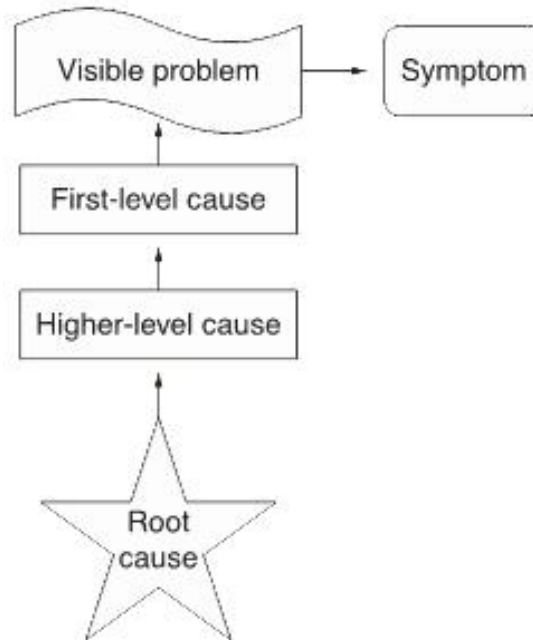 Visible problem
Symptom
First-level cause
Higher-level cause
Root
cause